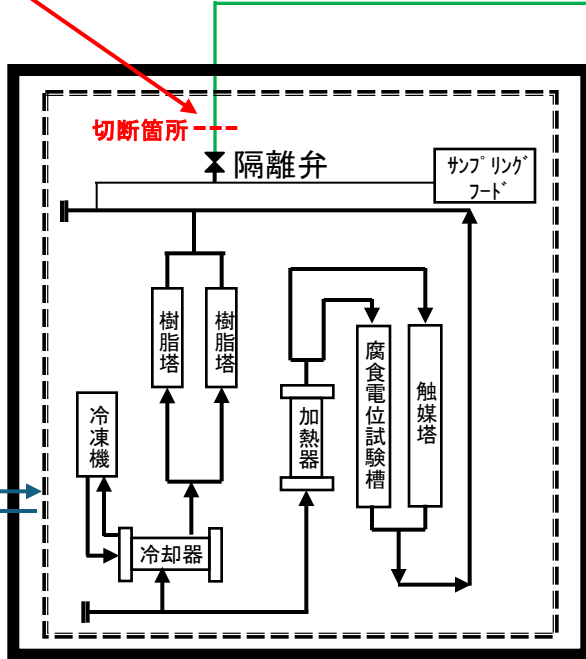 切断箇所
隔離弁
ｻﾝﾌﾟﾘﾝｸﾞ
ﾌｰﾄﾞ
樹脂塔
樹脂塔
腐食電位試験槽
触媒塔
冷凍機
加熱器
冷却器